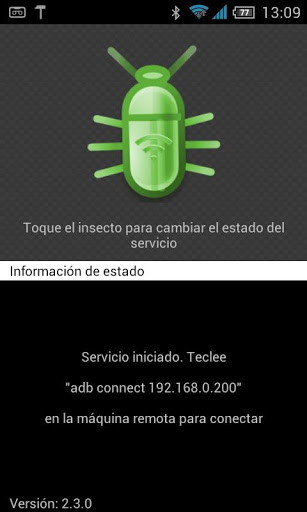 77 13:09
Toque el insecto para cambiar el estado del
servicio
Información de estado
Servicio iniciado. Teclee
"adb connect 192.168.0.200"
en la máquina remota para conectar
Versión: 2.3.0